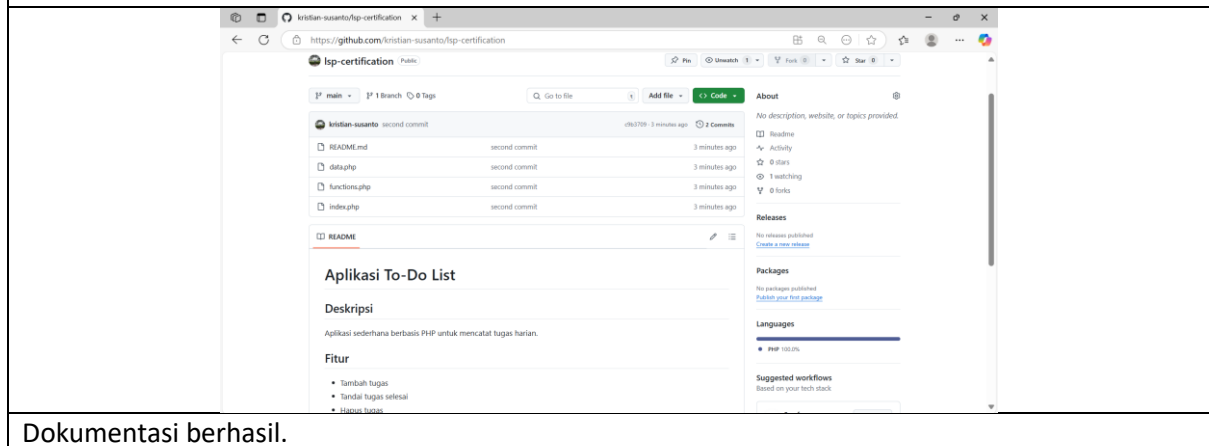 kristian-susanto/lsp-certification
https://github.com/kristian-susanto/lsp-certification
lsp-certification Public
Pin Unwatch 1 Fork 0 Star 0
main 1 Branch 0 Tags Go to file t Add file Code
kristian-susanto second commit 3 minutes ago 2 Commits
README.md second commit 3 minutes ago
data.php second commit 3 minutes ago
functions.php second commit 3 minutes ago
index.php second commit 3 minutes ago
README
Aplikasi To-Do List
Deskripsi
Aplikasi sederhana berbasis PHP untuk mencatat tugas harian.
Fitur
Tambah tugas
Tandai tugas selesai
Hapus tugas
About
No description, website, or topics provided.
Readme
Activity
0 stars
1 watching
0 forks
Releases
No releases published
Create a new release
Packages
No packages published
Publish your first package
Languages
PHP 100.0%
Suggested workflows
Based on your tech stack
Dokumentasi berhasil.